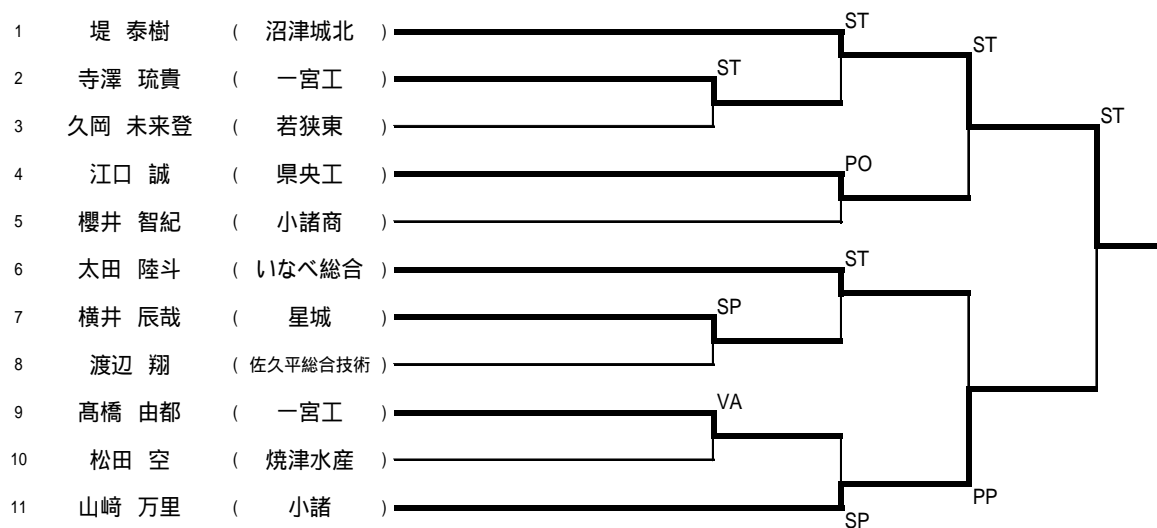 1 堤 泰樹 ( 沼津城北 ) ST
ST
2 寺澤 琉貴 ( 一宮工 ) ST
3 久岡 未来登 ( 若狭東 ) ST
4 江口 誠 ( 県央工 ) PO
5 櫻井 智紀 ( 小諸商 )
6 太田 陸斗 ( いなべ総合 ) ST
7 横井 辰哉 ( 星城 ) SP
8 渡辺 翔 ( 佐久平総合技術 )
9 髙橋 由都 ( 一宮工 ) VA
10 松田 空 ( 焼津水産 )
11 山﨑 万里 ( 小諸 ) PP
SP